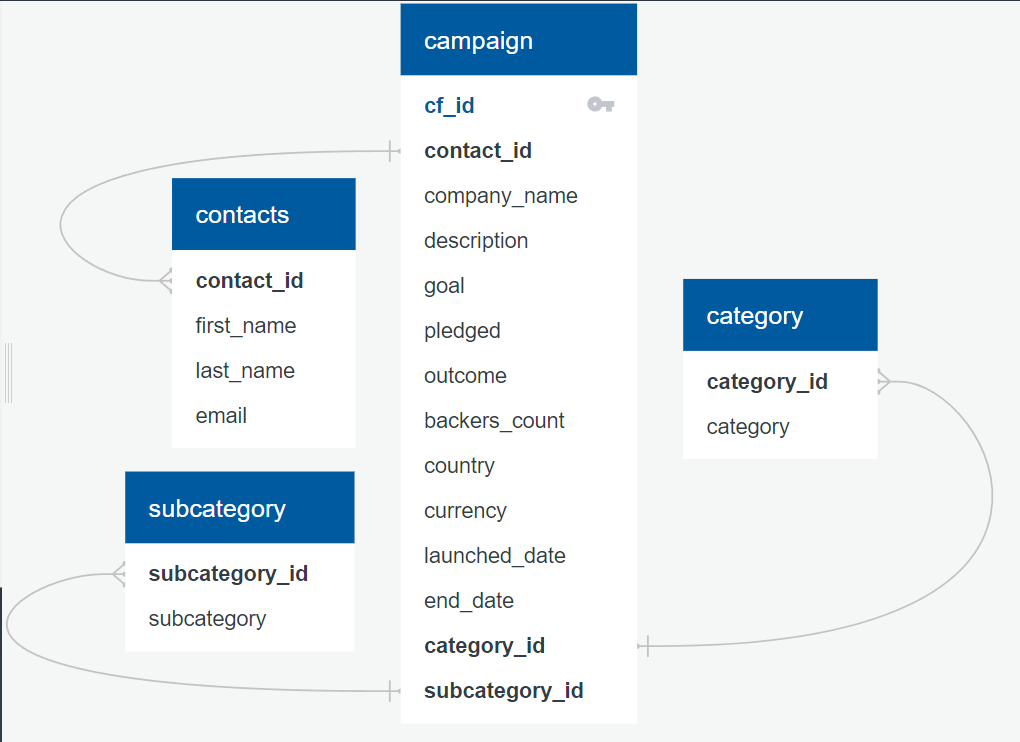 campaign
cf_id
contact_id
company_name
description
goal
pledged
outcome
backers_count
country
currency
launched_date
end_date
category_id
subcategory_id
contacts
contact_id
first_name
last_name
email
subcategory
subcategory_id
subcategory
category
category_id
category